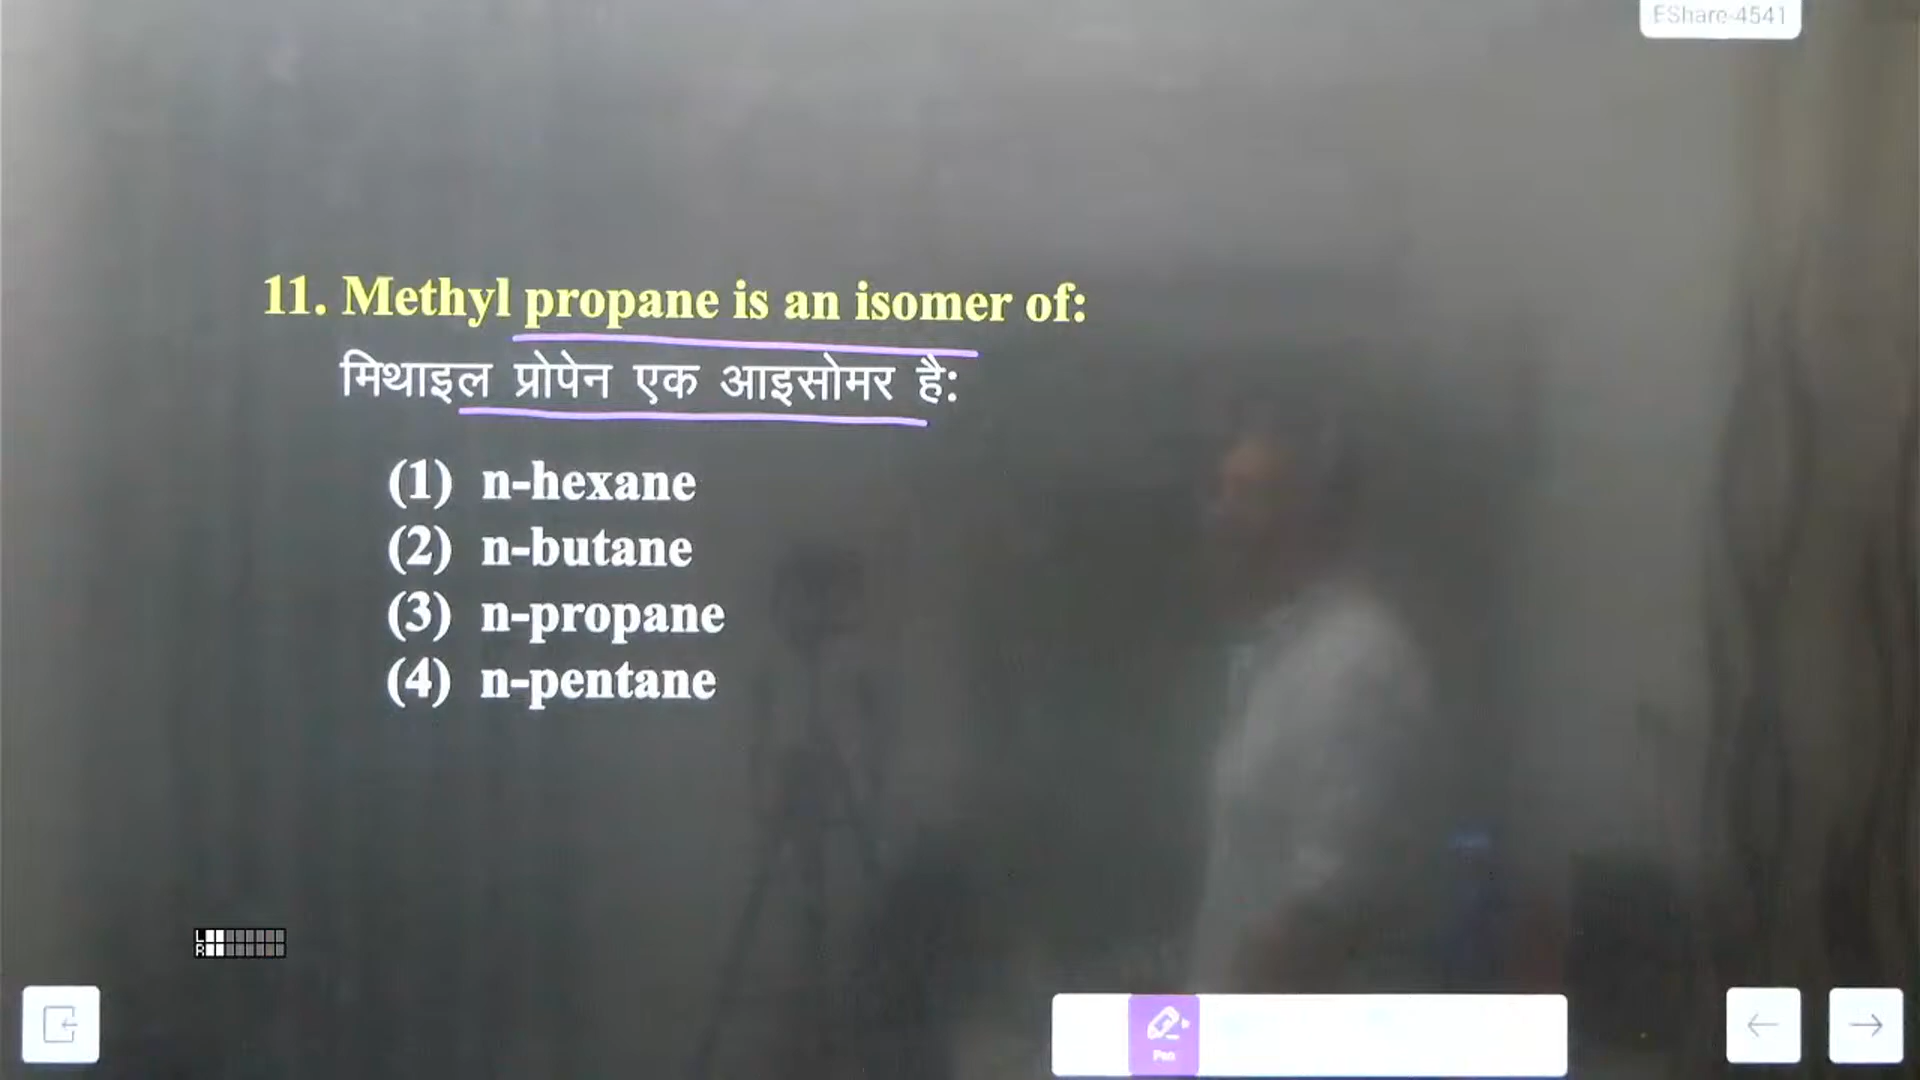 EShare-4541
11. Methyl propane is an isomer of:
मिथाइल प्रोपेन एक आइसोमर है:
(1) n-hexane
(2) n-butane
(3) n-propane
(4) n-pentane
L
R
Pen